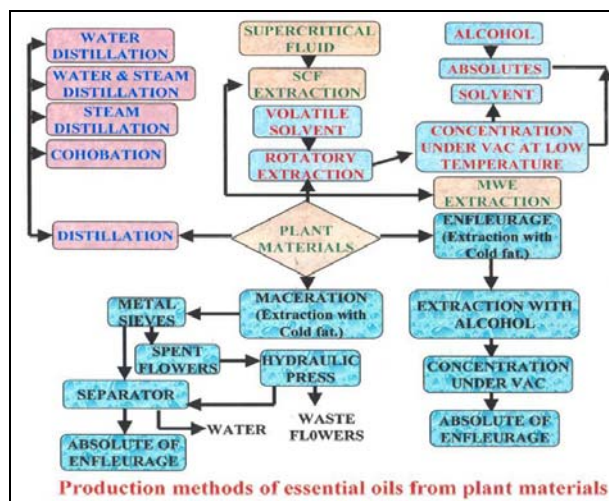 WATER
DISTILLATION
WATER & STEAM
DISTILLATION
STEAM
DISTILLATION
COHOBATION
DISTILLATION
SUPERCRITICAL
FLUID
SCF
EXTRACTION
VOLATILE
SOLVENT
ROTATORY
EXTRACTION
ALCOHOL
ABSOLUTES
SOLVENT
CONCENTRATION
UNDER VAC AT LOW
TEMPERATURE
MWE EXTRACTION
PLANT
MATERIALS
ENFLEURAGE
(Extraction with
Cold fat.)
EXTRACTION WITH
ALCOHOL
CONCENTRATION
UNDER VAC
ABSOLUTE OF
ENFLEURAGE
MACERATION
(Extraction with
Cold fat.)
METAL
SIEVES
SPENT
FLOWERS
HYDRAULIC
PRESS
SEPARATOR
WATER
WASTE
FL0WERS
ABSOLUTE OF
ENFLEURAGE
Production methods of essential oils from plant materials